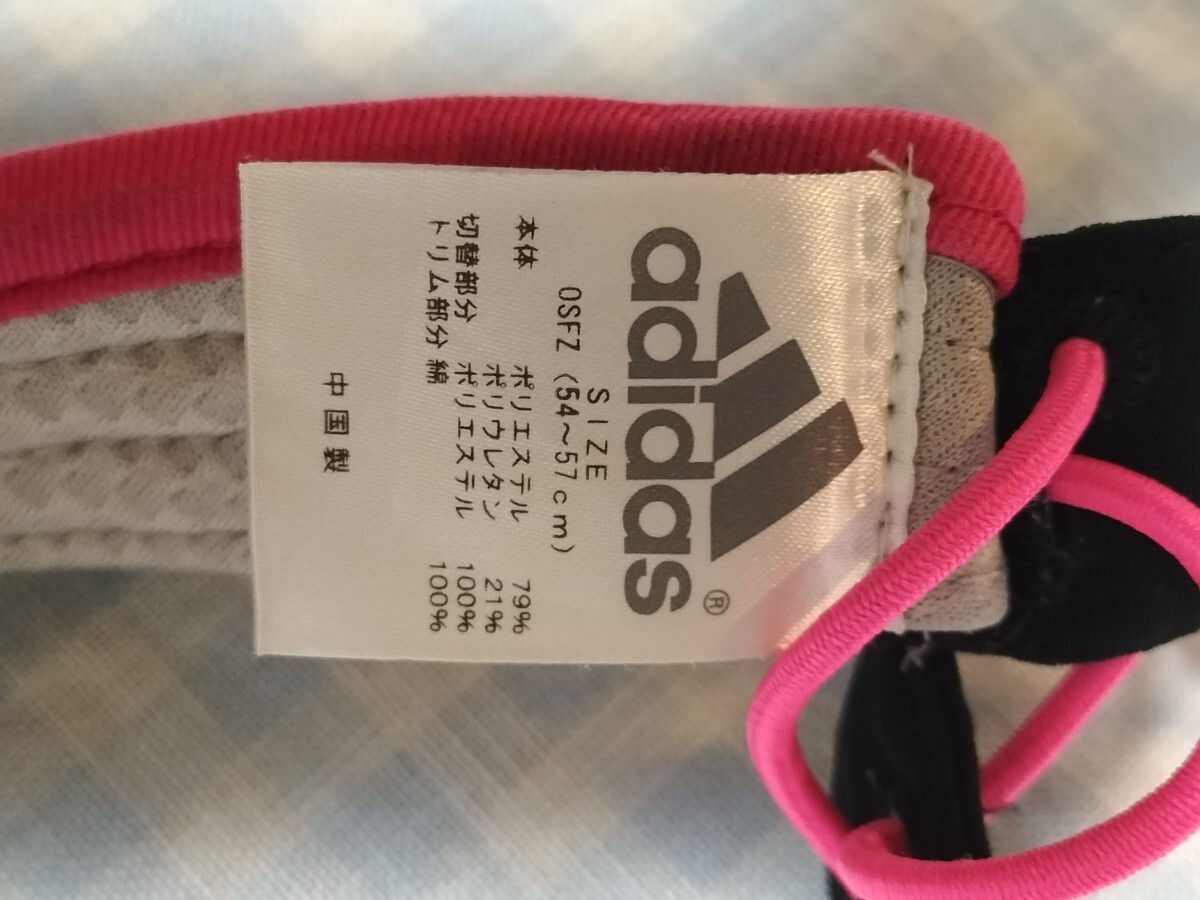 adidas®
SIZE
OSFZ (54～57cm)
本体 ポリエステル 79%
ポリウレタン 21%
切替部分 ポリエステル 100%
トリム部分 綿 100%
中国製